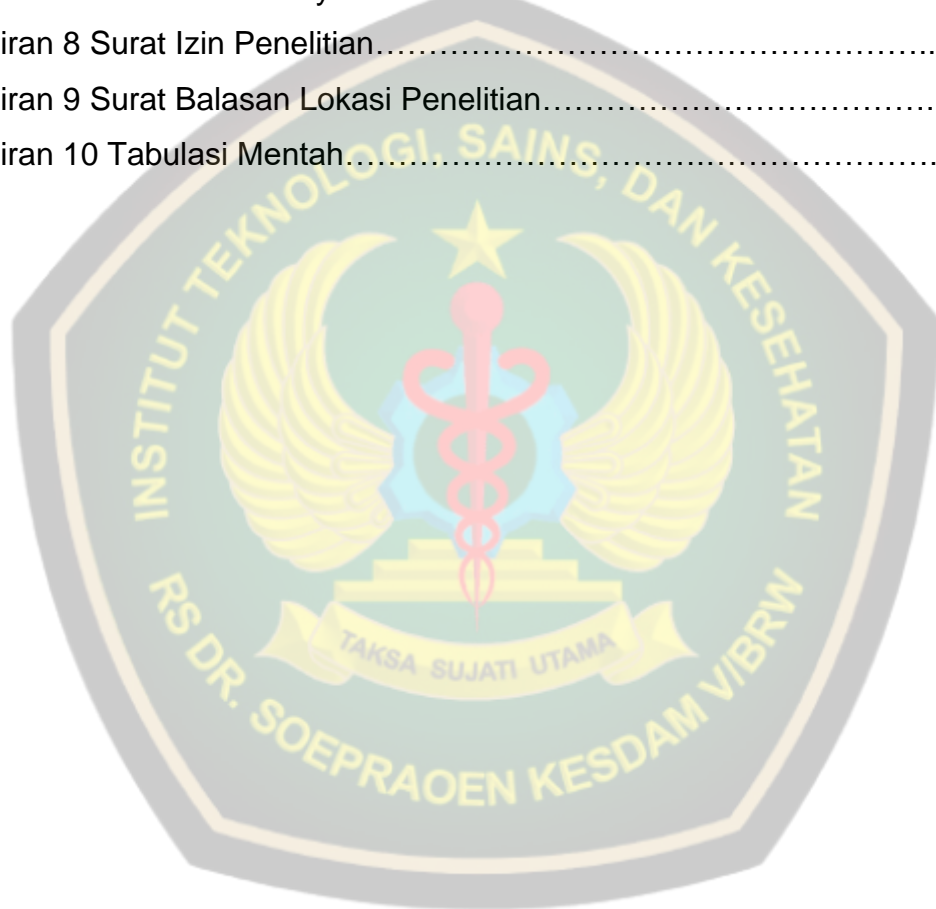 iran 8 Surat Izin Penelitian…………………………………………………..
iran 9 Surat Balasan Lokasi Penelitian……………………………………..
iran 10 Tabulasi Mentah……………………………………………………….
INSTITUT TEKNOLOGI, SAINS, DAN KESEHATAN
TAKSA SUJATI UTAMA
RS DR. SOEPRAOEN KESDAM V/BRW